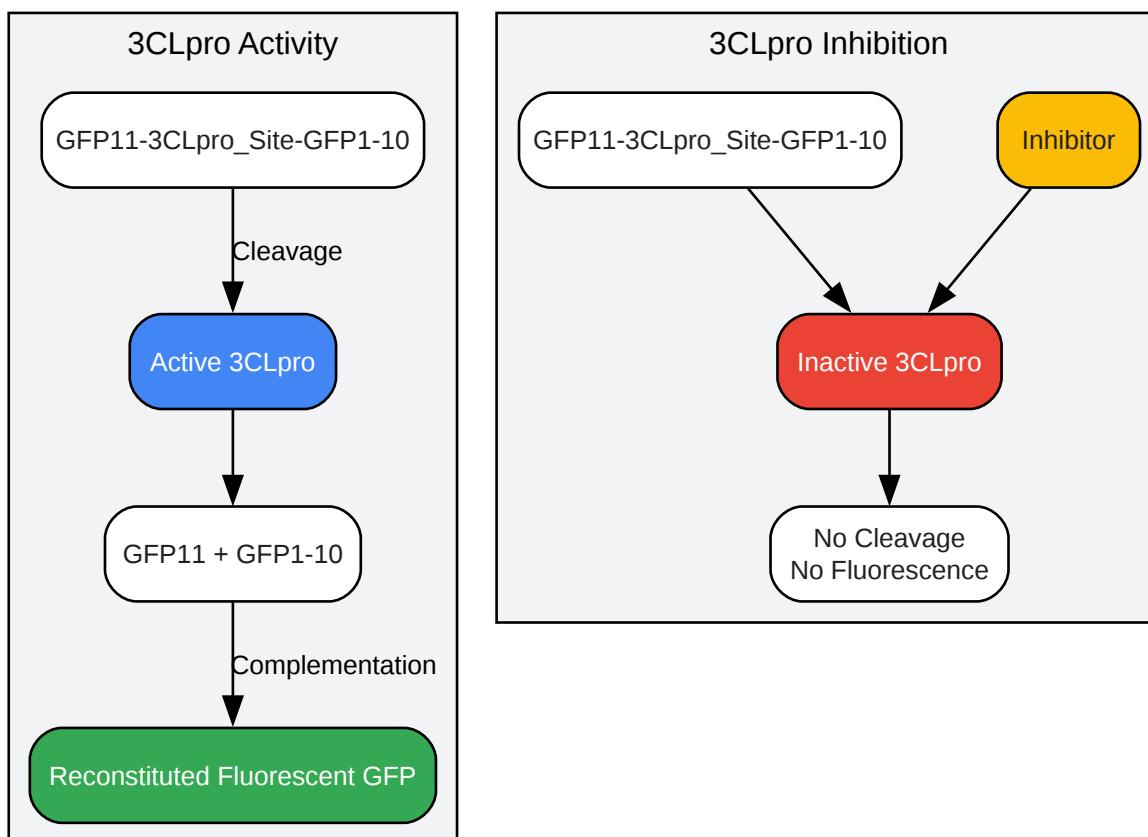 3CLpro Activity
GFP11-3CLpro_Site-GFP1-10
Cleavage
Active 3CLpro
GFP11 + GFP1-10
Complementation
Reconstituted Fluorescent GFP
3CLpro Inhibition
GFP11-3CLpro_Site-GFP1-10
Inhibitor
Inactive 3CLpro
No Cleavage
No Fluorescence